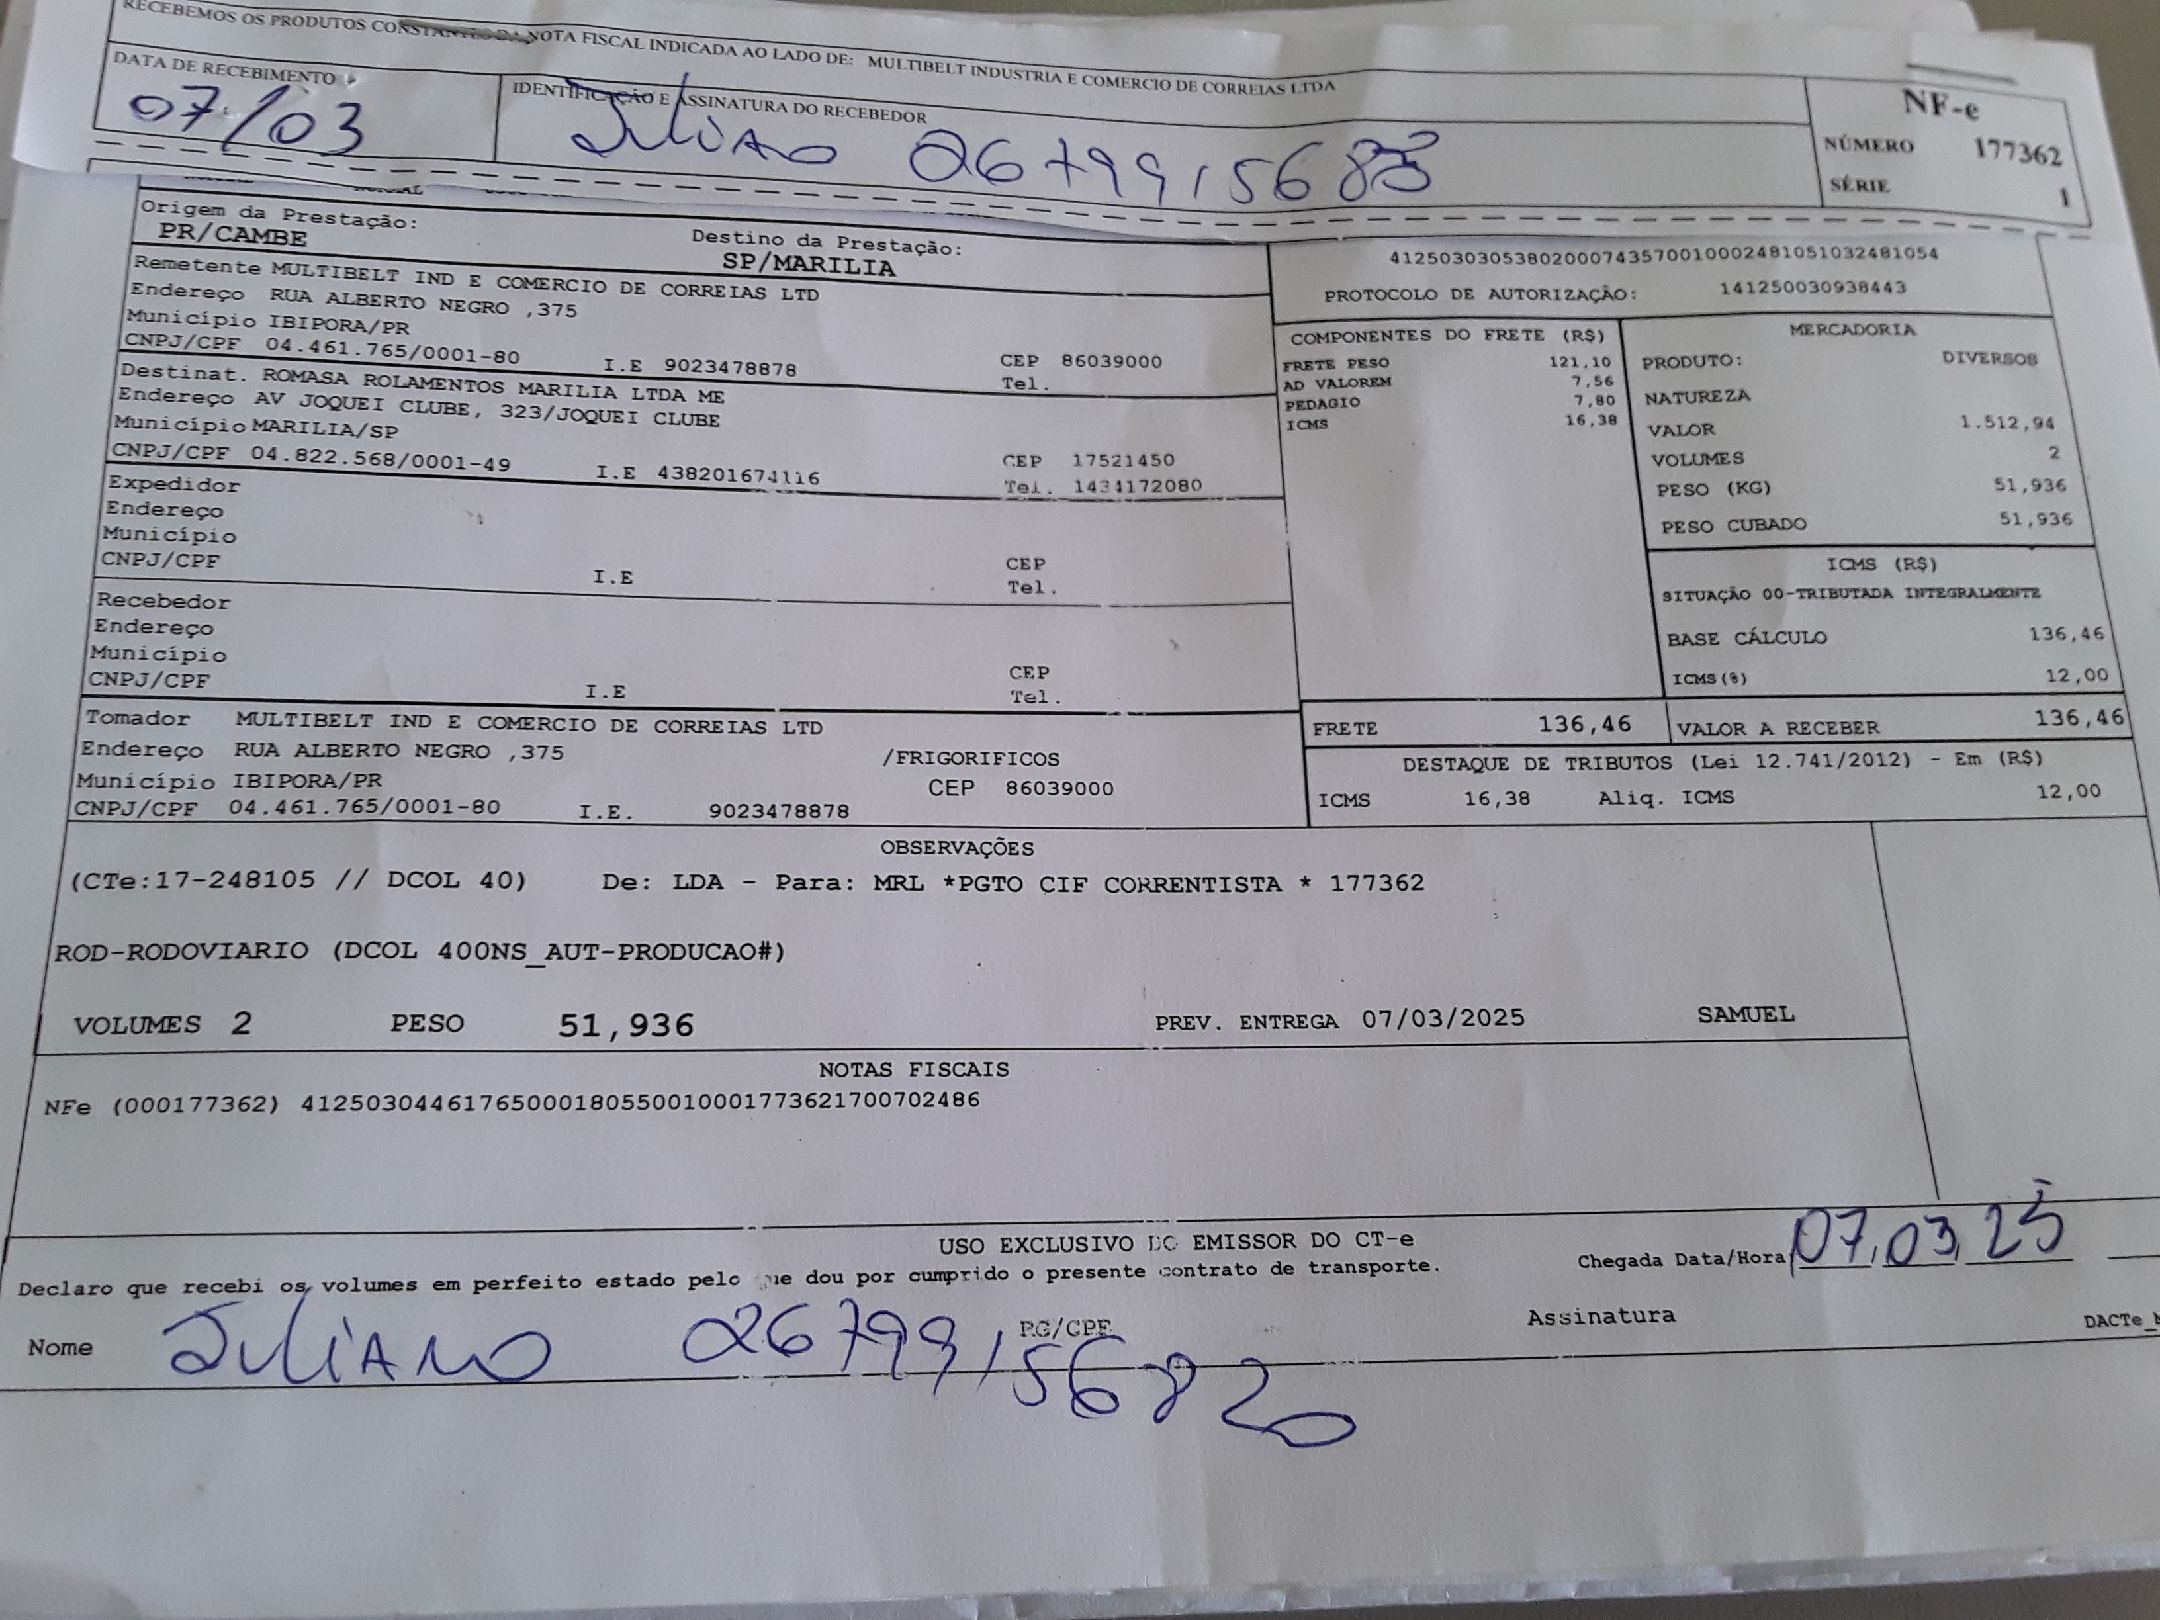 RECEBEMOS OS PRODUTOS CONSTANTES DA NOTA FISCAL INDICADA AO LADO DE: MULTIBELT INDUSTRIA E COMERCIO DE CORREIAS LTDA
DATA DE RECEBIMENTO
07/03
IDENTIFICAÇÃO E ASSINATURA DO RECEBEDOR
Juliano
NF-e
NÚMERO 177362
SÉRIE 1
Origem da Prestação:
PR/CAMBE
Destino da Prestação:
SP/MARILIA
Remetente MULTIBELT IND E COMERCIO DE CORREIAS LTD
Endereço RUA ALBERTO NEGRO ,375
Município IBIPORA/PR
CNPJ/CPF 04.461.765/0001-80 I.E 9023478878 CEP 86039000
Tel.
Destinat. ROMASA ROLAMENTOS MARILIA LTDA ME
Endereço AV JOQUEI CLUBE, 323/JOQUEI CLUBE
Município MARILIA/SP
CNPJ/CPF 04.822.568/0001-49 I.E 438201674116 CEP 17521450
Tel. 1434172080
Expedidor
Endereço
Município
CNPJ/CPF I.E CEP
Tel.
Recebedor
Endereço
Município
CNPJ/CPF I.E CEP
Tel.
Tomador MULTIBELT IND E COMERCIO DE CORREIAS LTD
Endereço RUA ALBERTO NEGRO ,375 /FRIGORIFICOS
Município IBIPORA/PR CEP 86039000
CNPJ/CPF 04.461.765/0001-80 I.E. 9023478878
41250303053802000743570010002481051032481054
PROTOCOLO DE AUTORIZAÇÃO: 141250030938443
COMPONENTES DO FRETE (R$)
FRETE PESO 121,10
AD VALOREM 7,56
PEDAGIO 7,80
ICMS 16,38
MERCADORIA
PRODUTO: DIVERSOS
NATUREZA
VALOR 1.512,94
VOLUMES 2
PESO (KG) 51,936
PESO CUBADO 51,936
ICMS (R$)
SITUAÇÃO 00-TRIBUTADA INTEGRALMENTE
BASE CÁLCULO 136,46
ICMS(%) 12,00
FRETE 136,46 VALOR A RECEBER 136,46
DESTAQUE DE TRIBUTOS (Lei 12.741/2012) - Em (R$)
ICMS 16,38 Aliq. ICMS 12,00
OBSERVAÇÕES
(CTe:17-248105 // DCOL 40) De: LDA - Para: MRL *PGTO CIF CORRENTISTA * 177362
ROD-RODOVIARIO (DCOL 400NS_AUT-PRODUCAO#)
VOLUMES 2 PESO 51,936 PREV. ENTREGA 07/03/2025 SAMUEL
NOTAS FISCAIS
NFe (000177362) 41250304461765000180550010001773621700702486
USO EXCLUSIVO DO EMISSOR DO CT-e
Declaro que recebi os volumes em perfeito estado pelo que dou por cumprido o presente contrato de transporte.
Chegada Data/Hora 07,03,25
Nome Juliano 26799156820
RG/CPF
Assinatura
DACTe